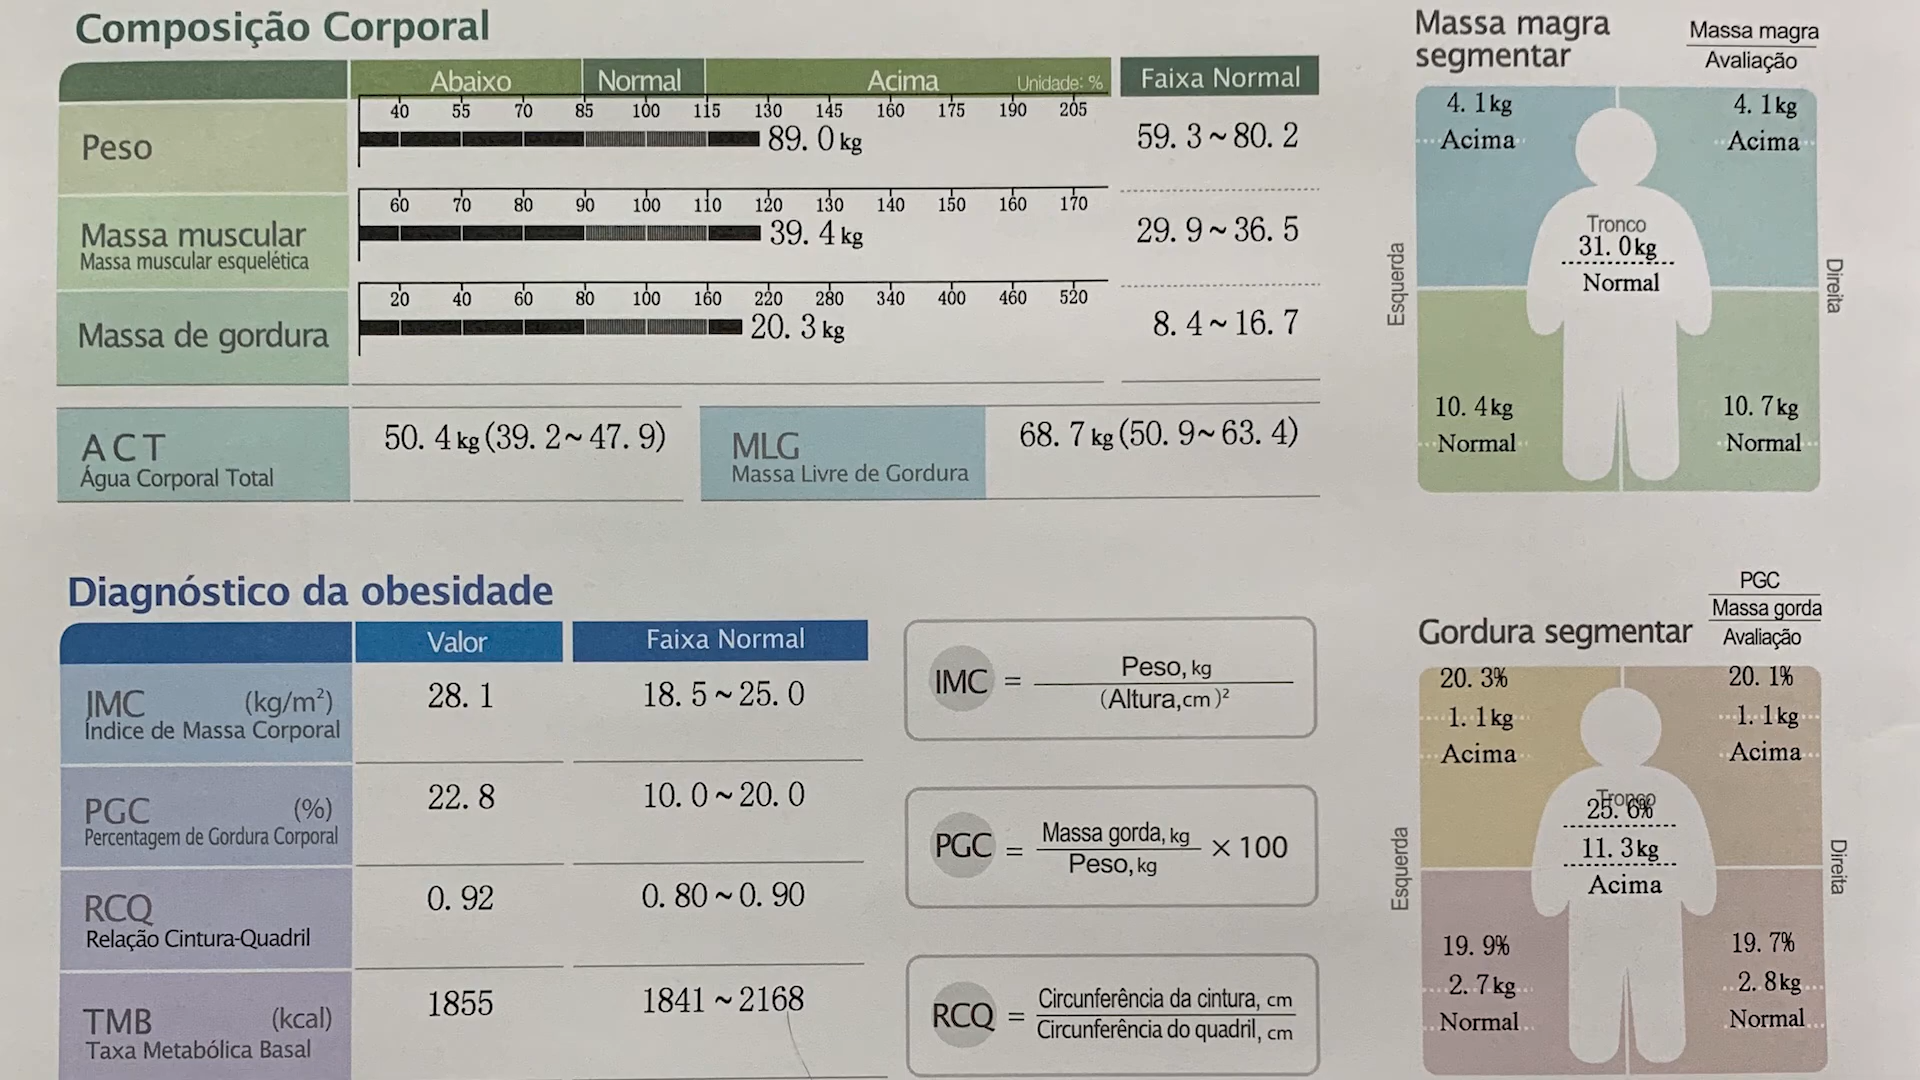 Composição Corporal
Abaixo Normal Acima Unidade: % Faixa Normal
40 55 70 85 100 115 130 145 160 175 190 205
Peso 89.0 kg 59.3~80.2
60 70 80 90 100 110 120 130 140 150 160 170
Massa muscular 39.4 kg 29.9~36.5
Massa muscular esquelética
20 40 60 80 100 160 220 280 340 400 460 520
Massa de gordura 20.3 kg 8.4~16.7
ACT 50.4 kg (39.2~47.9)
Água Corporal Total
MLG 68.7 kg (50.9~63.4)
Massa Livre de Gordura
Massa magra
segmentar
Massa magra
Avaliação
4.1kg 4.1kg
Acima Acima
Tronco
31.0kg
Normal
Esquerda Direita
10.4kg 10.7kg
Normal Normal
Diagnóstico da obesidade
Valor Faixa Normal
IMC (kg/m²) 28.1 18.5~25.0
Índice de Massa Corporal
PGC (%) 22.8 10.0~20.0
Percentagem de Gordura Corporal
RCQ 0.92 0.80~0.90
Relação Cintura-Quadril
TMB (kcal) 1855 1841~2168
Taxa Metabólica Basal
IMC = Peso, kg
(Altura,cm)²
PGC = Massa gorda, kg × 100
Peso, kg
RCQ = Circunferência da cintura, cm
Circunferência do quadril, cm
Gordura segmentar
PGC
Massa gorda
Avaliação
20.3% 20.1%
1.1kg 1.1kg
Acima Acima
Tronco
25.6%
11.3kg
Acima
Esquerda Direita
19.9% 19.7%
2.7kg 2.8kg
Normal Normal